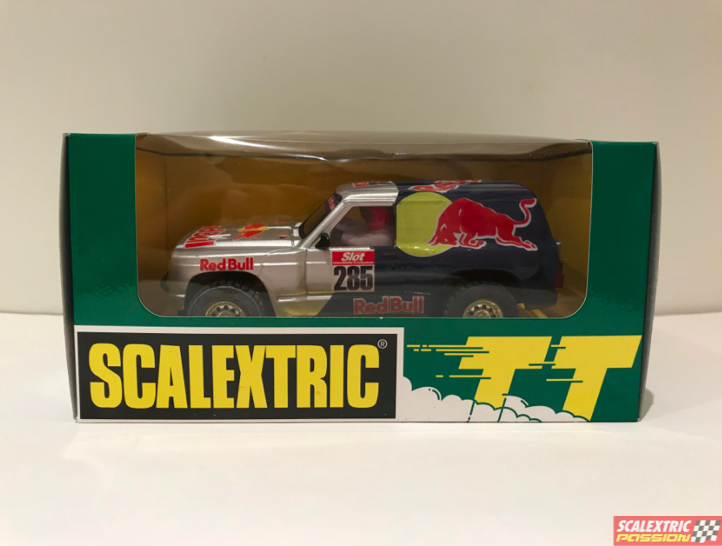 Red Bull
Slot
285
Red Bull
SCALEXTRIC®
TT
SCALEXTRIC
PASSION